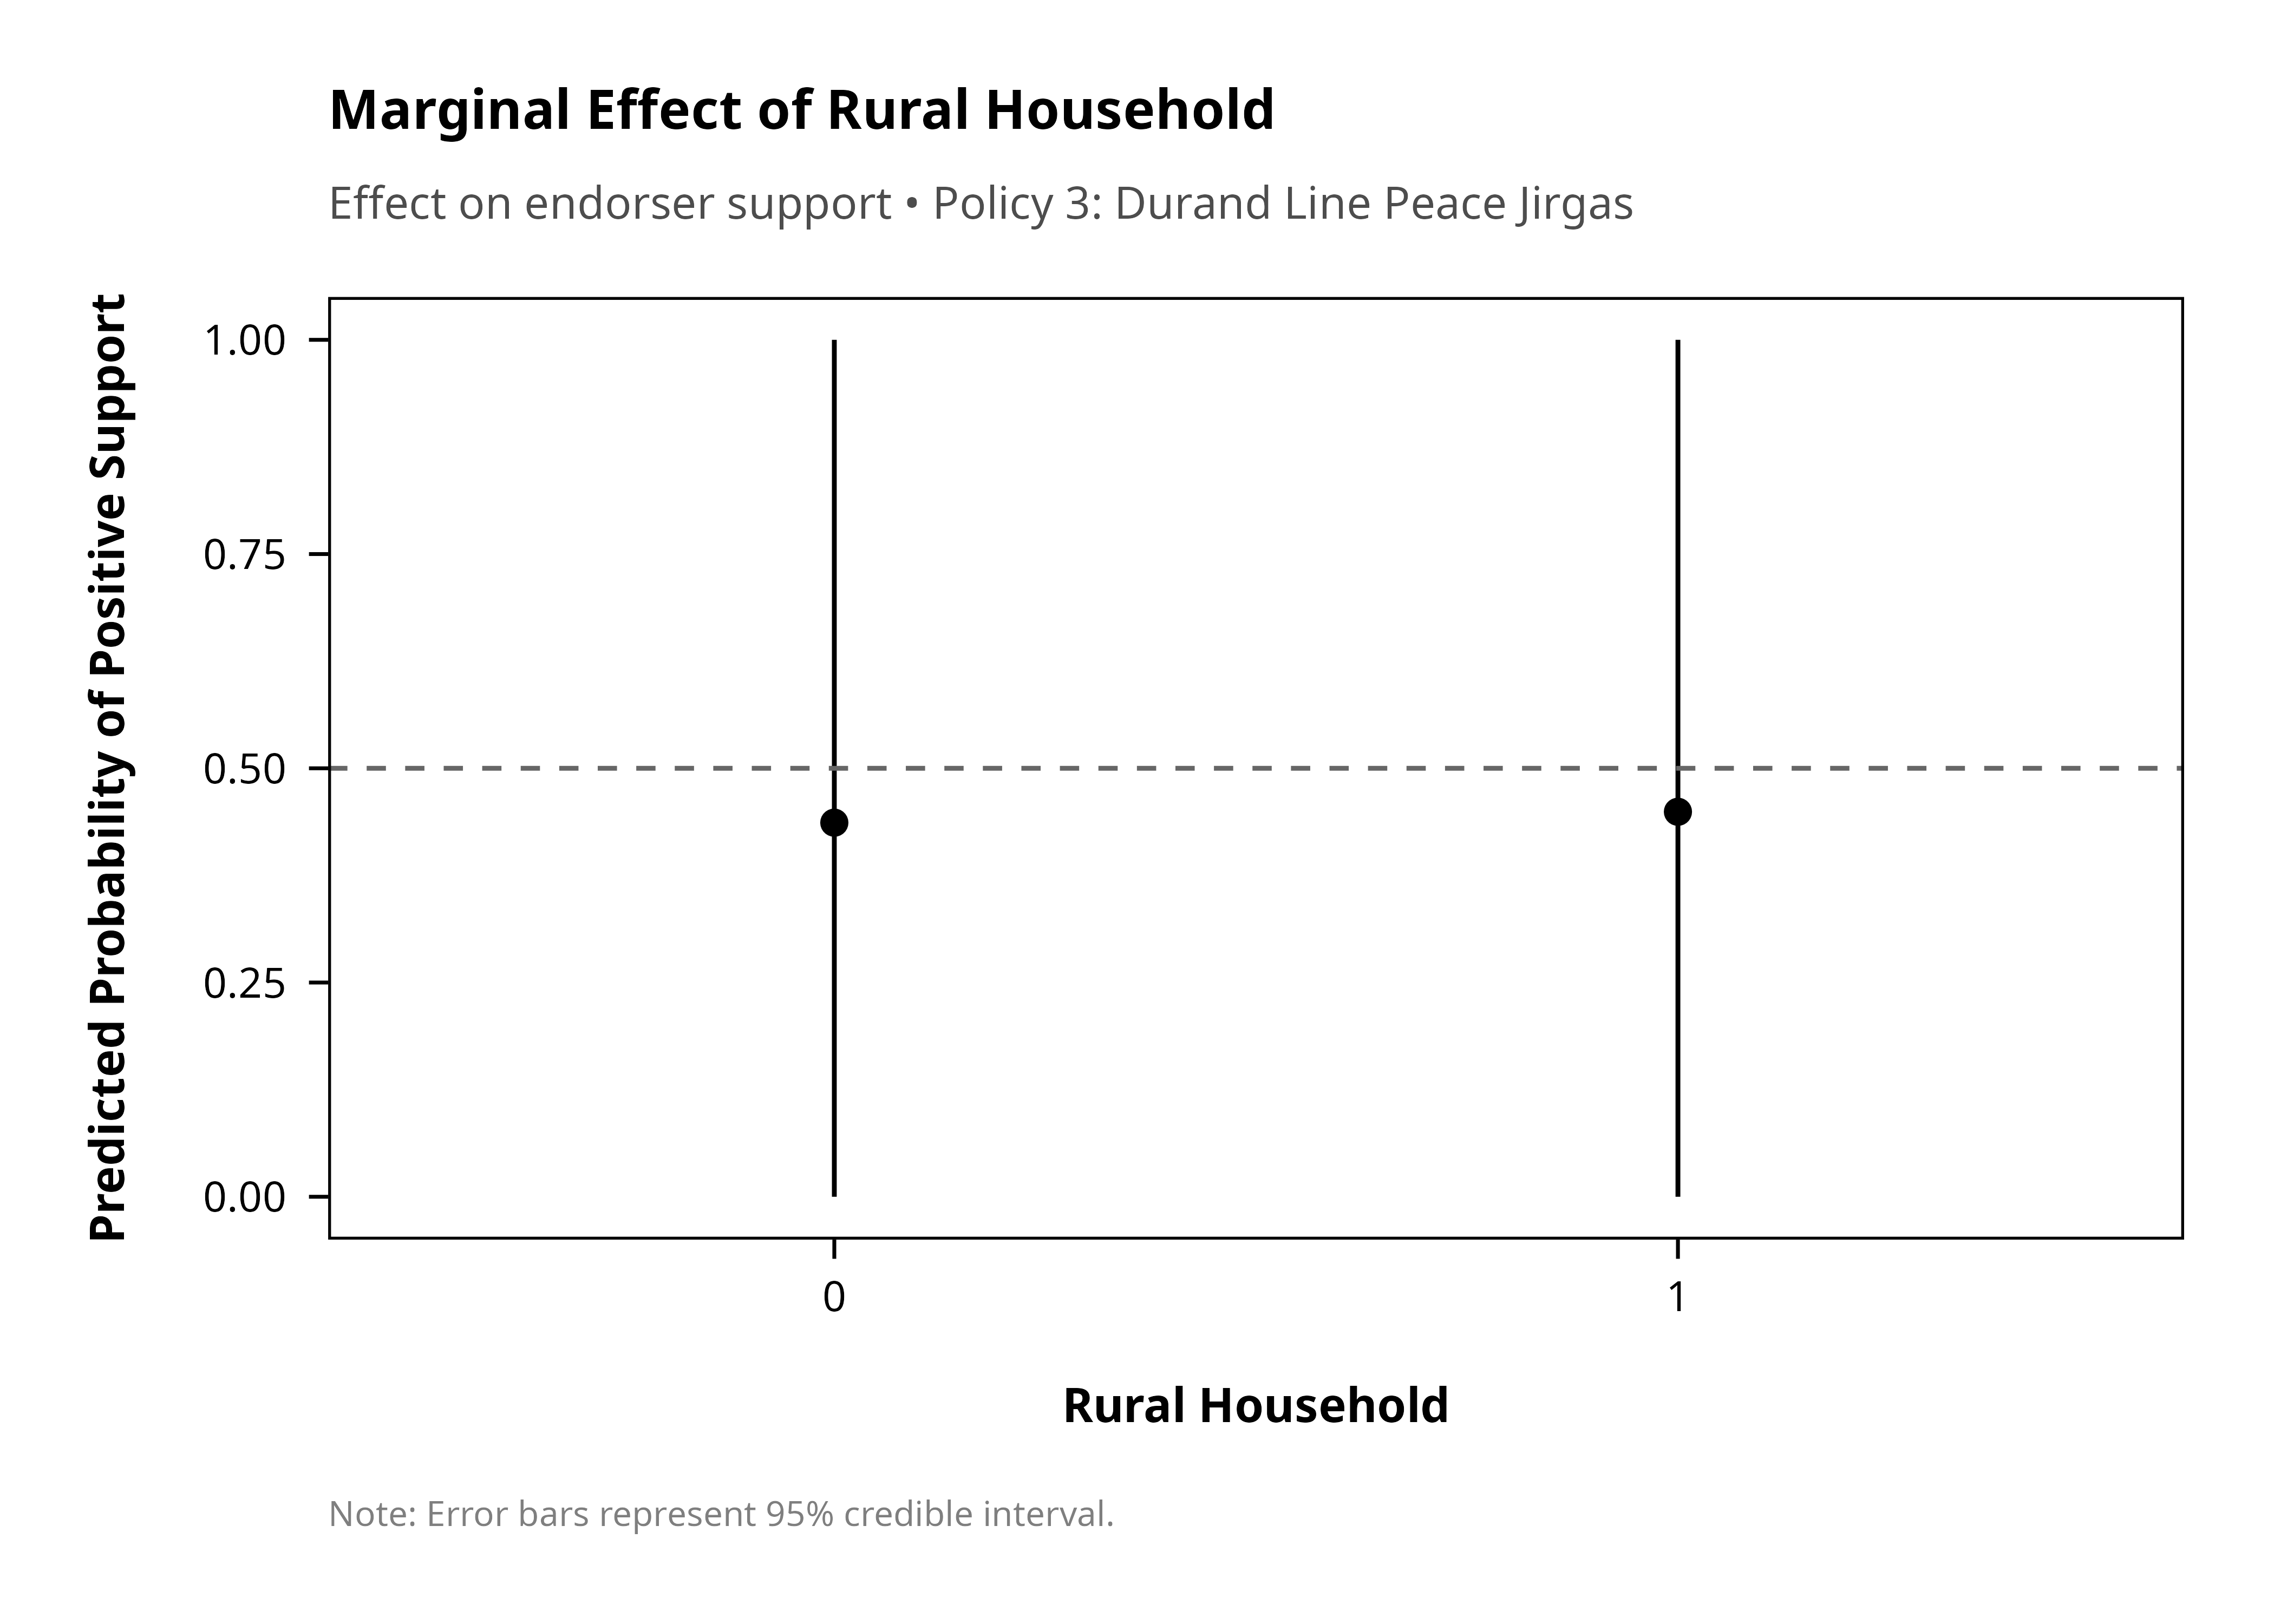 Marginal Effect of Rural Household
Effect on endorser support • Policy 3: Durand Line Peace Jirgas
Predicted Probability of Positive Support
1.00
0.75
0.50
0.25
0.00
0
1
Rural Household
Note: Error bars represent 95% credible interval.